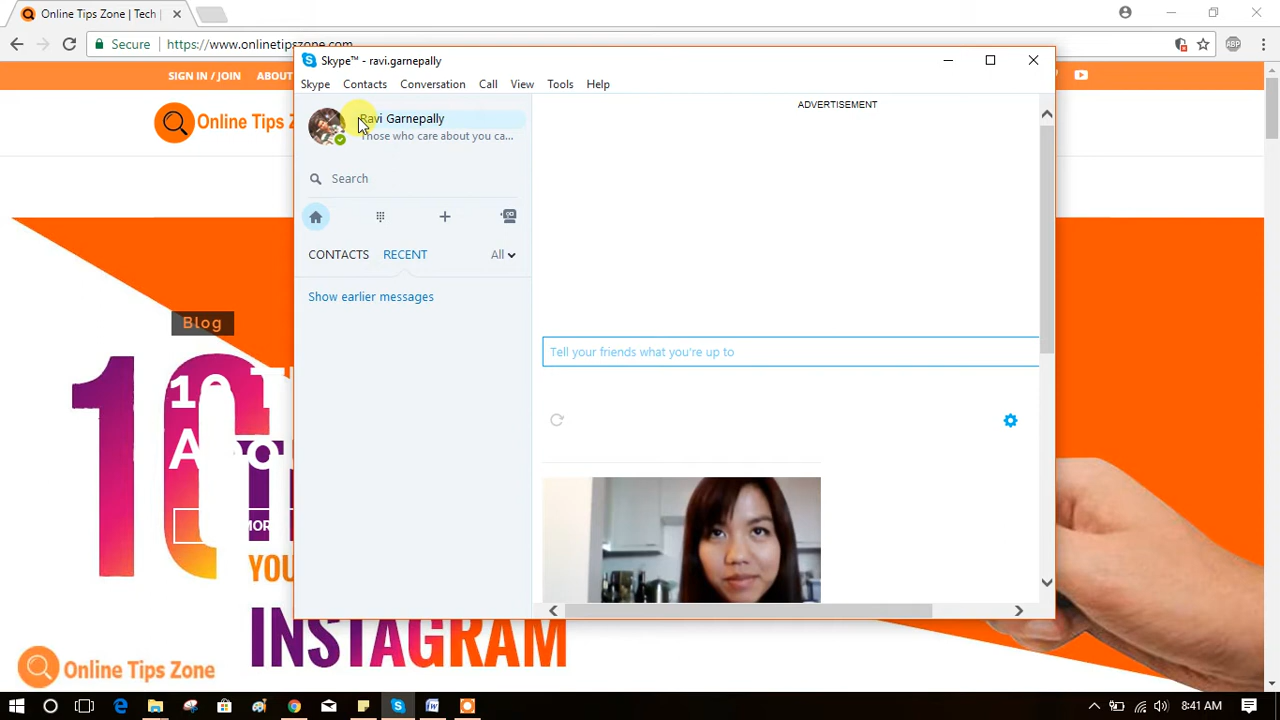 Online Tips Zone | Tech |
Secure
https://www.onlinetipszone.com
ABP
SIGN IN / JOIN
ABOUT
Online Tips
Skype™ - ravi.garnepally
Skype
Contacts
Conversation
Call
View
Tools
Help
Ravi Garnepally
Those who care about you ca...
Search
CONTACTS
RECENT
All
Show earlier messages
ADVERTISEMENT
Tell your friends what you're up to
Blog
10
INSTAGRAM
Online Tips Zone
8:41 AM